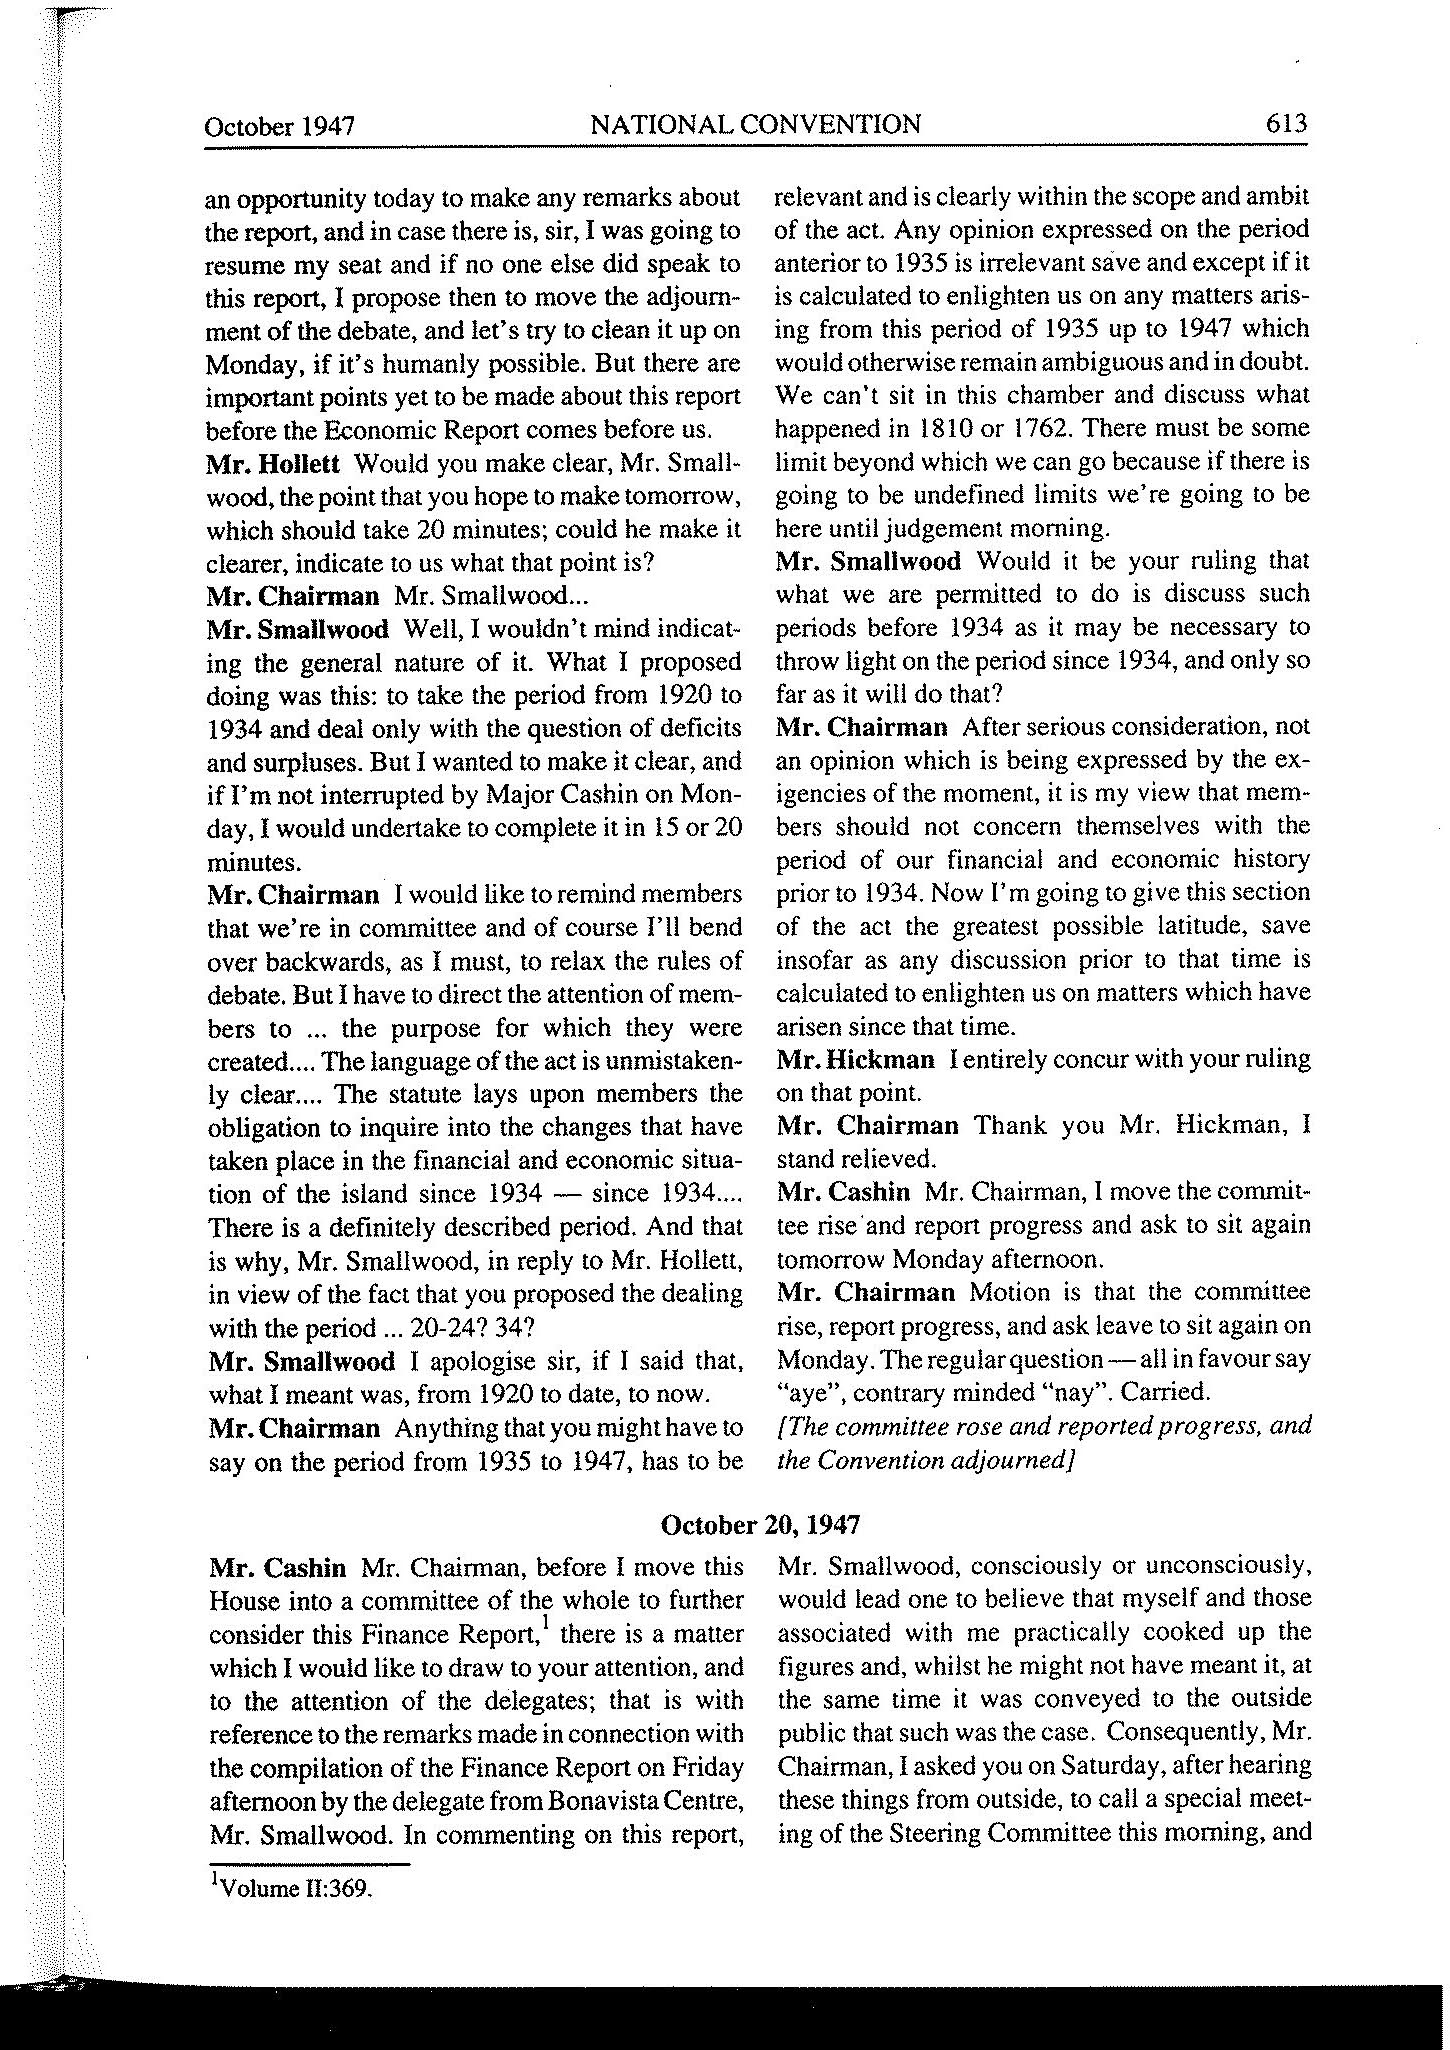 October 1947
NATIONAL CONVENTION
613
an opportunity today to make any remarks about
the report, and in case there is, sir, I was going to
resume my seat and if no one else did speak to
this report, I propose then to move the adjourn-
ment of the debate, and let's try to clean it up on
Monday, if it's humanly possible. But there are
important points yet to be made about this report
before the Economic Report comes before us.
Mr. Hollett Would you make clear, Mr. Small-
wood, the point that you hope to make tomorrow,
which should take 20 minutes; could he make it
clearer, indicate to us what that point is?
Mr. Chairman Mr. Smallwood...
Mr. Smallwood Well, I wouldn't mind indicat-
ing the general nature of it. What I proposed
doing was this: to take the period from 1920 to
1934 and deal only with the question of deficits
and surpluses. But I wanted to make it clear, and
if I'm not interrupted by Major Cashin on Mon-
day, I would undertake to complete it in 15 or 20
minutes.
Mr. Chairman I would like to remind members
that we're in committee and of course I'll bend
over backwards, as I must, to relax the rules of
debate. But I have to direct the attention of mem-
bers to ... the purpose for which they were
created.... The language of the act is unmistaken-
ly clear.... The statute lays upon members the
obligation to inquire into the changes that have
taken place in the financial and economic situa-
tion of the island since 1934 — since 1934....
There is a definitely described period. And that
is why, Mr. Smallwood, in reply to Mr. Hollett,
in view of the fact that you proposed the dealing
with the period ... 20-24? 34?
Mr. Smallwood I apologise sir, if I said that,
what I meant was, from 1920 to date, to now.
Mr. Chairman Anything that you might have to
say on the period from 1935 to 1947, has to be
relevant and is clearly within the scope and ambit
of the act. Any opinion expressed on the period
anterior to 1935 is irrelevant save and except if it
is calculated to enlighten us on any matters aris-
ing from this period of 1935 up to 1947 which
would otherwise remain ambiguous and in doubt.
We can't sit in this chamber and discuss what
happened in 1810 or 1762. There must be some
limit beyond which we can go because if there is
going to be undefined limits we're going to be
here until judgement morning.
Mr. Smallwood Would it be your ruling that
what we are permitted to do is discuss such
periods before 1934 as it may be necessary to
throw light on the period since 1934, and only so
far as it will do that?
Mr. Chairman After serious consideration, not
an opinion which is being expressed by the ex-
igencies of the moment, it is my view that mem-
bers should not concern themselves with the
period of our financial and economic history
prior to 1934. Now I'm going to give this section
of the act the greatest possible latitude, save
insofar as any discussion prior to that time is
calculated to enlighten us on matters which have
arisen since that time.
Mr. Hickman I entirely concur with your ruling
on that point.
Mr. Chairman Thank you Mr. Hickman, I
stand relieved.
Mr. Cashin Mr. Chairman, I move the commit-
tee rise and report progress and ask to sit again
tomorrow Monday afternoon.
Mr. Chairman Motion is that the committee
rise, report progress, and ask leave to sit again on
Monday. The regular question — all in favour say
"aye", contrary minded "nay". Carried.
[The committee rose and reported progress, and
the Convention adjourned]
October 20, 1947
Mr. Cashin Mr. Chairman, before I move this
House into a committee of the whole to further
consider this Finance Report,1 there is a matter
which I would like to draw to your attention, and
to the attention of the delegates; that is with
reference to the remarks made in connection with
the compilation of the Finance Report on Friday
afternoon by the delegate from Bonavista Centre,
Mr. Smallwood. In commenting on this report,
Mr. Smallwood, consciously or unconsciously,
would lead one to believe that myself and those
associated with me practically cooked up the
figures and, whilst he might not have meant it, at
the same time it was conveyed to the outside
public that such was the case. Consequently, Mr.
Chairman, I asked you on Saturday, after hearing
these things from outside, to call a special meet-
ing of the Steering Committee this morning, and
1Volume II:369.